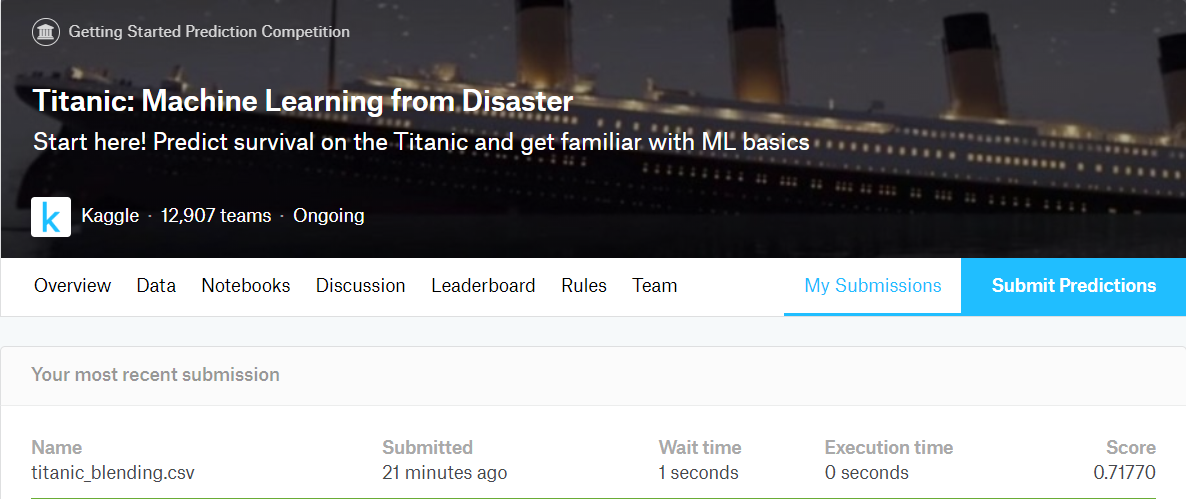 Getting Started Prediction Competition
Titanic: Machine Learning from Disaster
Start here! Predict survival on the Titanic and get familiar with ML basics
k Kaggle · 12,907 teams · Ongoing
Overview Data Notebooks Discussion Leaderboard Rules Team My Submissions Submit Predictions
Your most recent submission
Name Submitted Wait time Execution time Score
titanic_blending.csv 21 minutes ago 1 seconds 0 seconds 0.71770